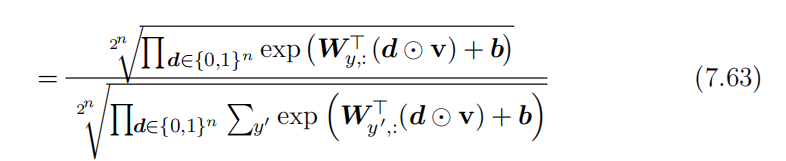 $$= \frac{\sqrt[2^n]{\prod_{\boldsymbol{d}\in\{0,1\}^n} \exp\left(\boldsymbol{W}_{y,:}^\top(\boldsymbol{d}\odot\mathbf{v})+\boldsymbol{b}\right)}}{\sqrt[2^n]{\prod_{\boldsymbol{d}\in\{0,1\}^n} \sum_{y'} \exp\left(\boldsymbol{W}_{y',:}^\top(\boldsymbol{d}\odot\mathbf{v})+\boldsymbol{b}\right)}} \quad (7.63)$$